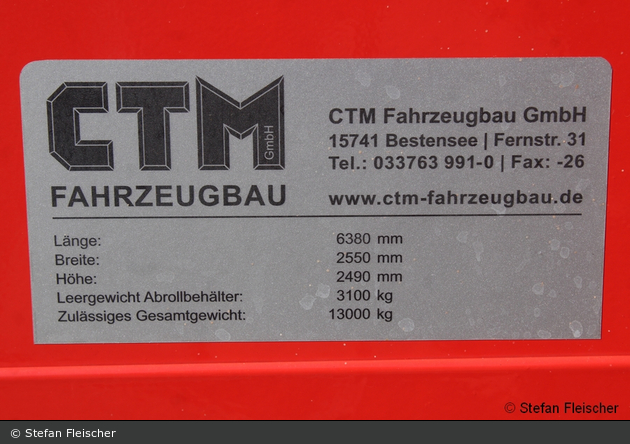 CTM GmbH
FAHRZEUGBAU
CTM Fahrzeugbau GmbH
15741 Bestensee | Fernstr. 31
Tel.: 033763 991-0 | Fax: -26
www.ctm-fahrzeugbau.de
Länge: 6380 mm
Breite: 2550 mm
Höhe: 2490 mm
Leergewicht Abrollbehälter: 3100 kg
Zulässiges Gesamtgewicht: 13000 kg
© Stefan Fleischer
© Stefan Fleischer